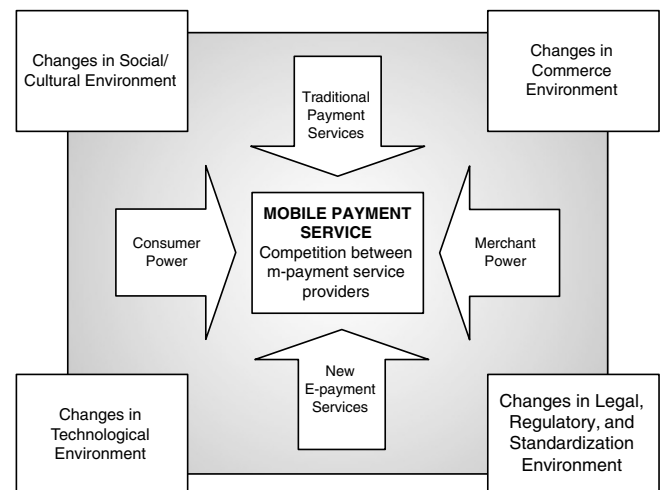 Changes in Social/
Cultural Environment
Changes in
Commerce
Environment
Traditional
Payment
Services
Consumer
Power
MOBILE PAYMENT
SERVICE
Competition between
m-payment service
providers
Merchant
Power
New
E-payment
Services
Changes in
Technological
Environment
Changes in Legal,
Regulatory, and
Standardization
Environment